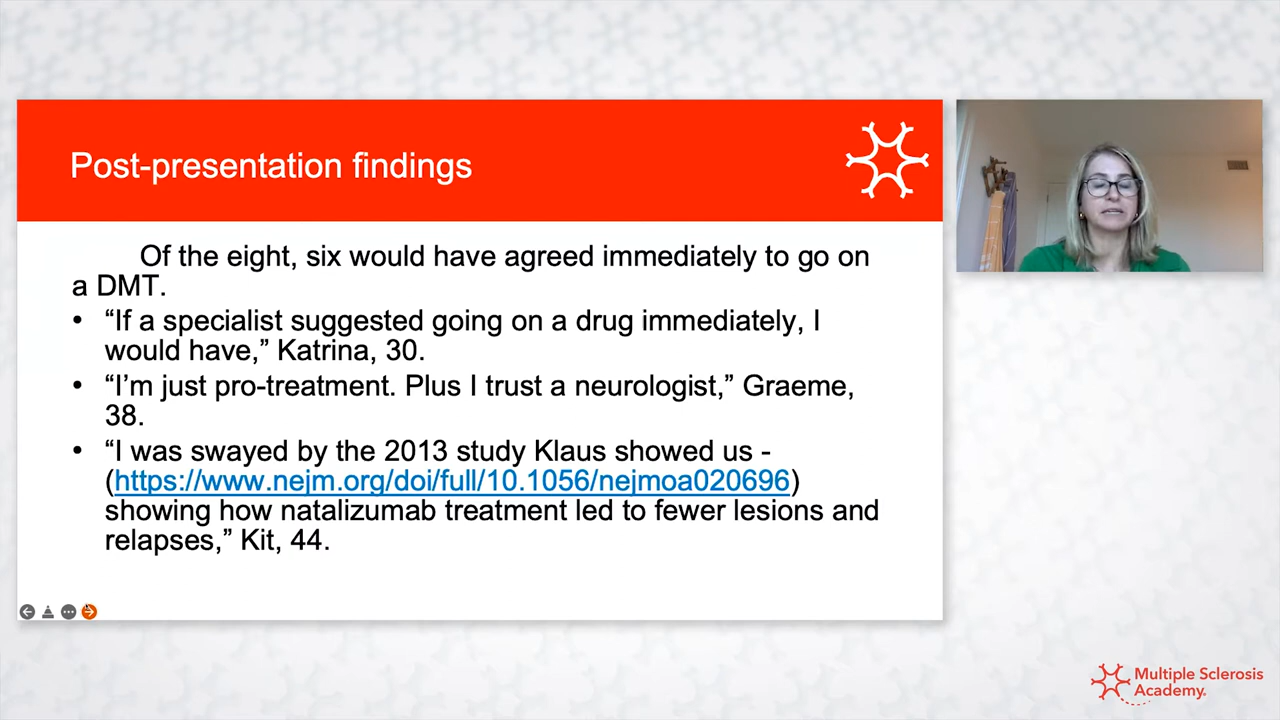 Post-presentation findings
Of the eight, six would have agreed immediately to go on
a DMT.
• “If a specialist suggested going on a drug immediately, I
would have,” Katrina, 30.
• “I’m just pro-treatment. Plus I trust a neurologist,” Graeme,
38.
• “I was swayed by the 2013 study Klaus showed us -
(https://www.nejm.org/doi/full/10.1056/nejmoa020696)
showing how natalizumab treatment led to fewer lesions and
relapses,” Kit, 44.
Multiple Sclerosis
Academy.